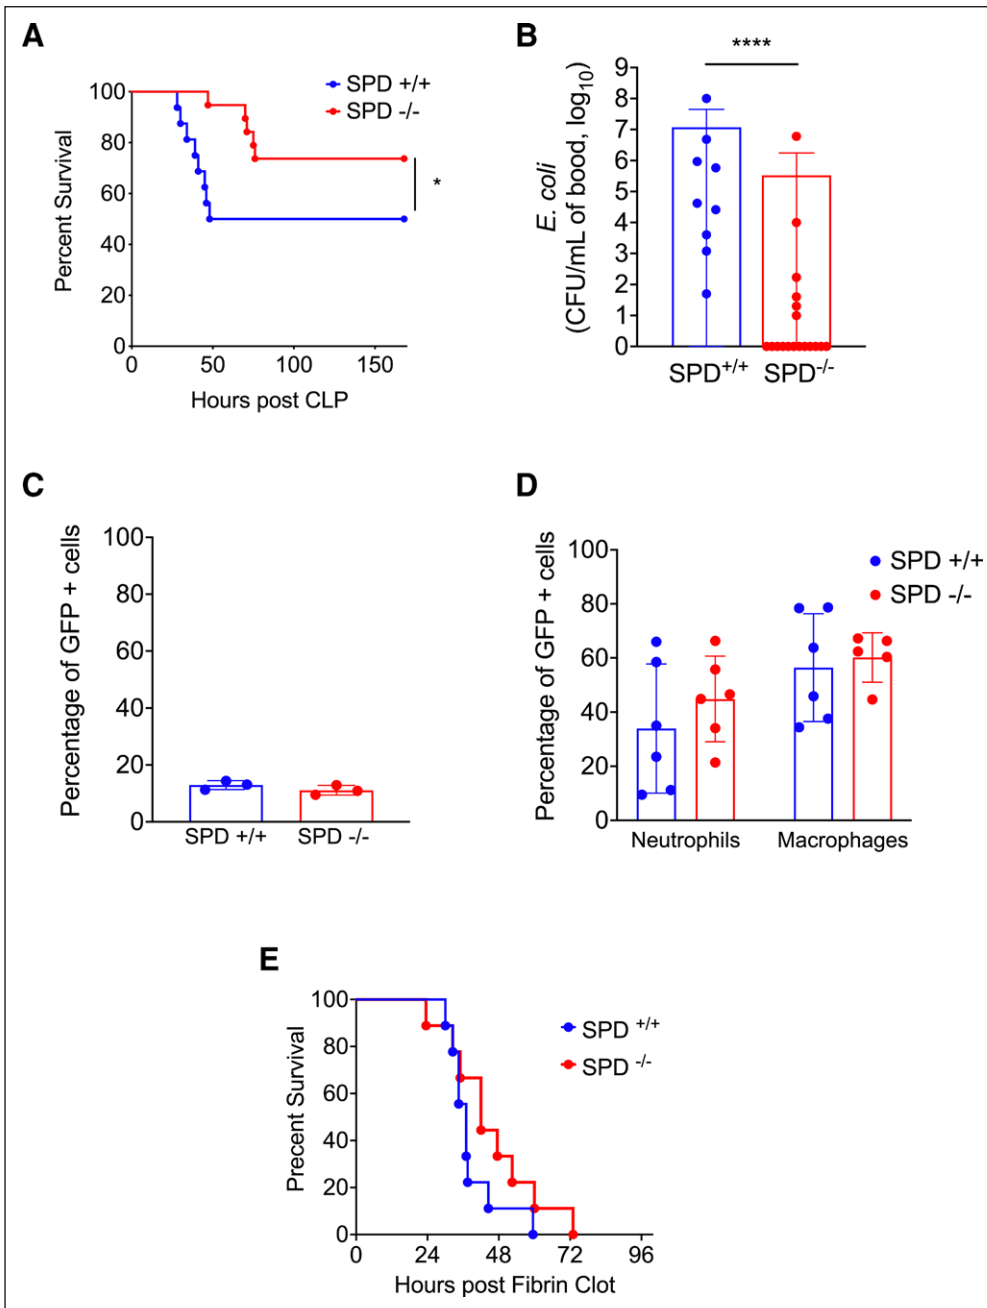 A
SPD +/+
SPD -/-
100
80
60
40
20
0
*
0 50 100 150
Percent Survival
Hours post CLP
B
****
9
8
7
6
5
4
3
2
1
0
E. coli
(CFU/mL of bood, log10)
SPD+/+ SPD-/-
C
100
80
60
40
20
0
Percentage of GFP + cells
SPD +/+ SPD -/-
D
SPD +/+
SPD -/-
100
80
60
40
20
0
Percentage of GFP + cells
Neutrophils Macrophages
E
SPD +/+
SPD -/-
100
80
60
40
20
0
Precent Survival
0 24 48 72 96
Hours post Fibrin Clot